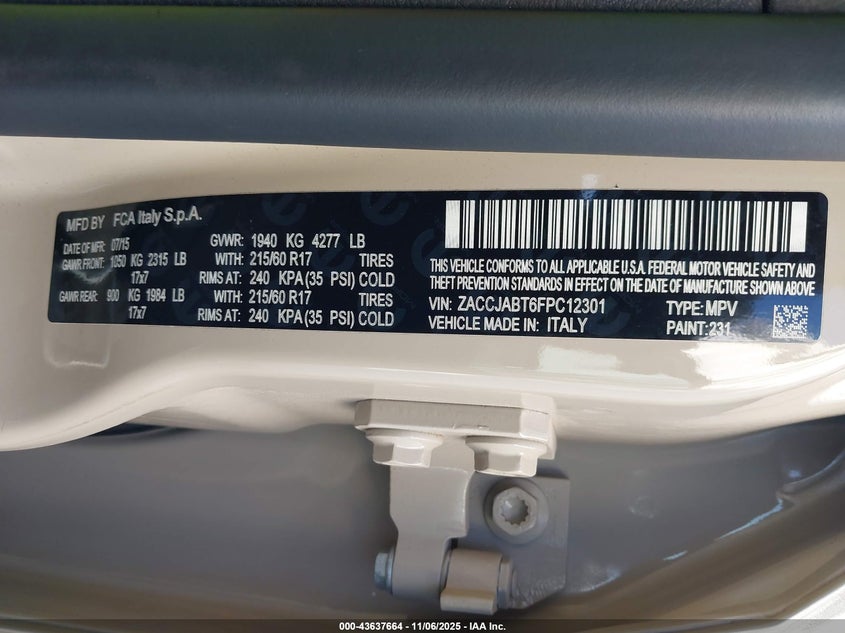 MFD BY FCA Italy S.p.A.
DATE OF MFR: 07/15 GVWR: 1940 KG 4277 LB
GAWR FRONT: 1050 KG 2315 LB WITH: 215/60 R17 TIRES
17x7 RIMS AT: 240 KPA (35 PSI) COLD
GAWR REAR: 900 KG 1984 LB WITH: 215/60 R17 TIRES
17x7 RIMS AT: 240 KPA (35 PSI) COLD
THIS VEHICLE CONFORMS TO ALL APPLICABLE U.S.A. FEDERAL MOTOR VEHICLE SAFETY AND
THEFT PREVENTION STANDARDS IN EFFECT ON THE DATE OF MANUFACTURE SHOWN ABOVE
VIN: ZACCJABT6FPC12301 TYPE: MPV
VEHICLE MADE IN: ITALY PAINT: 231
000-43637664 - 11/06/2025 - IAA Inc.